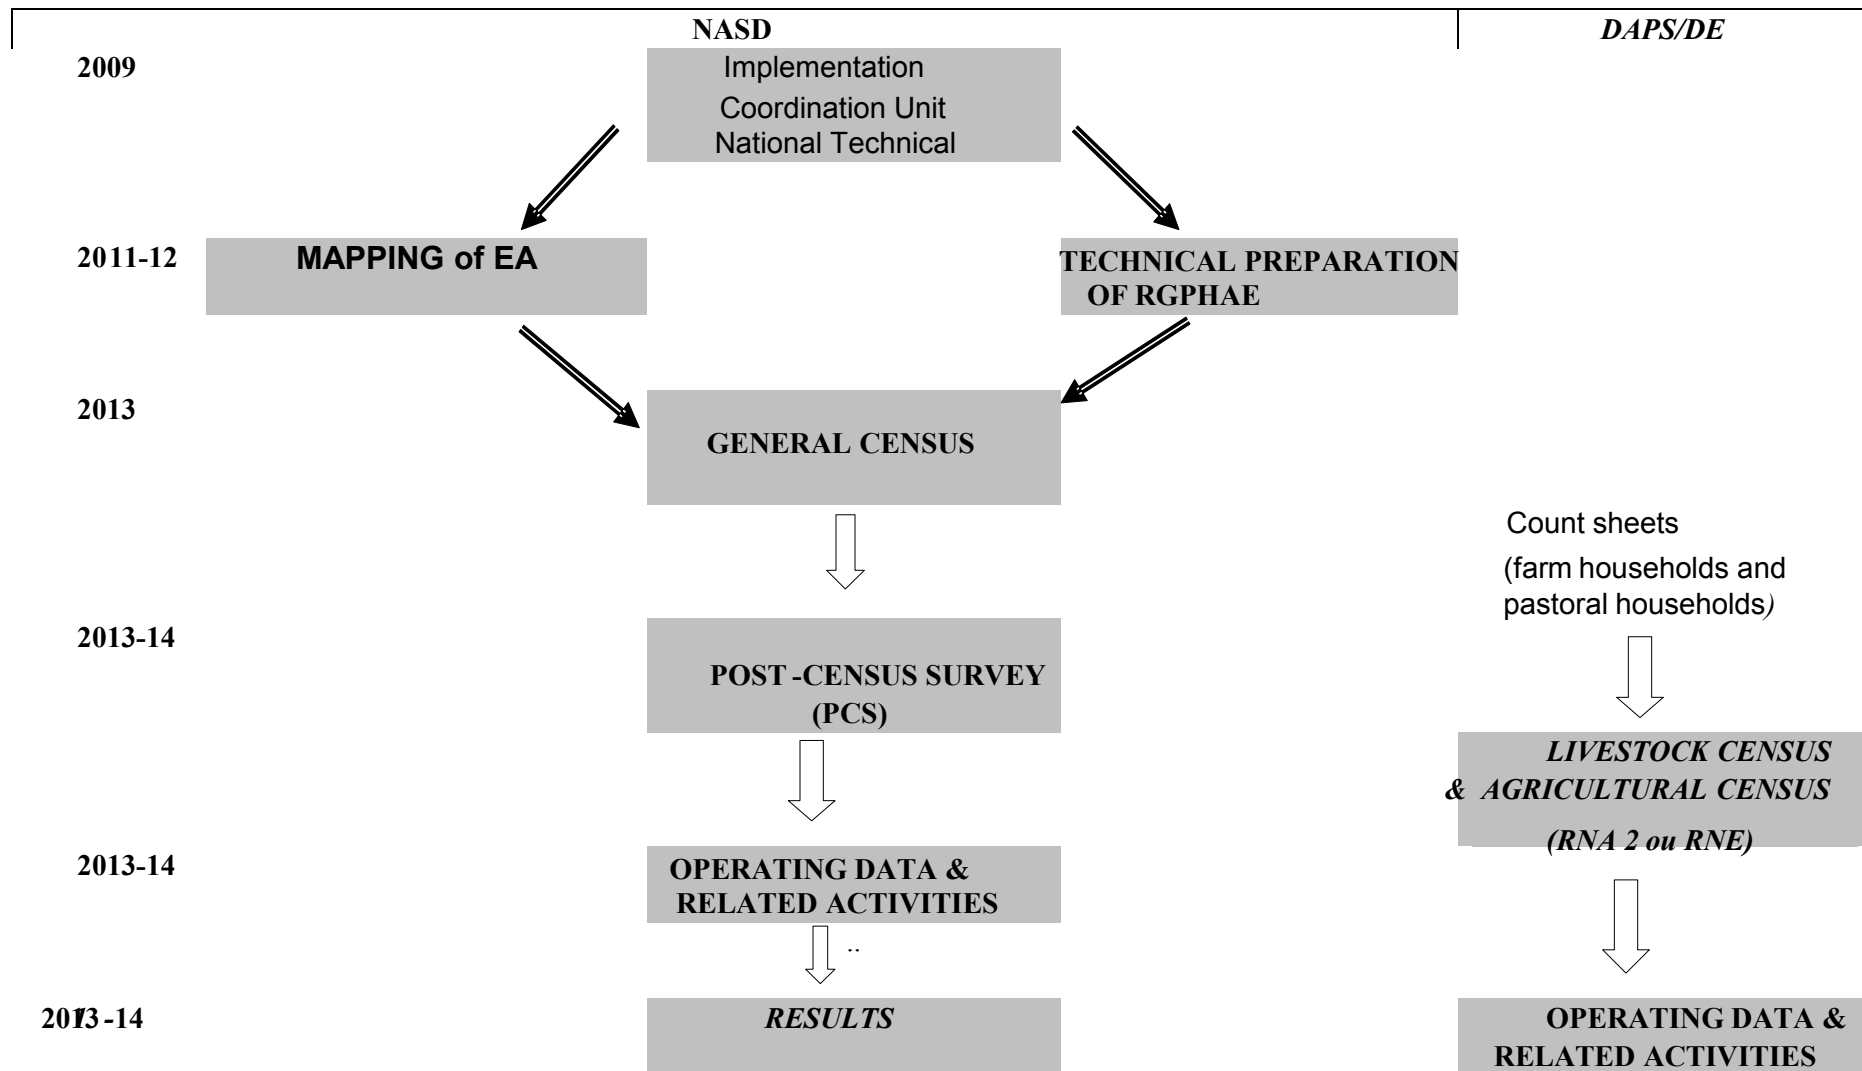 NASD
DAPS/DE
2009
Implementation
Coordination Unit
National Technical
2011-12
MAPPING of EA
TECHNICAL PREPARATION
OF RGPHAE
2013
GENERAL CENSUS
Count sheets
(farm households and
pastoral households)
2013-14
POST -CENSUS SURVEY
(PCS)
LIVESTOCK CENSUS
& AGRICULTURAL CENSUS
(RNA 2 ou RNE)
2013-14
OPERATING DATA &
RELATED ACTIVITIES
..
2013 -14
RESULTS
OPERATING DATA &
RELATED ACTIVITIES